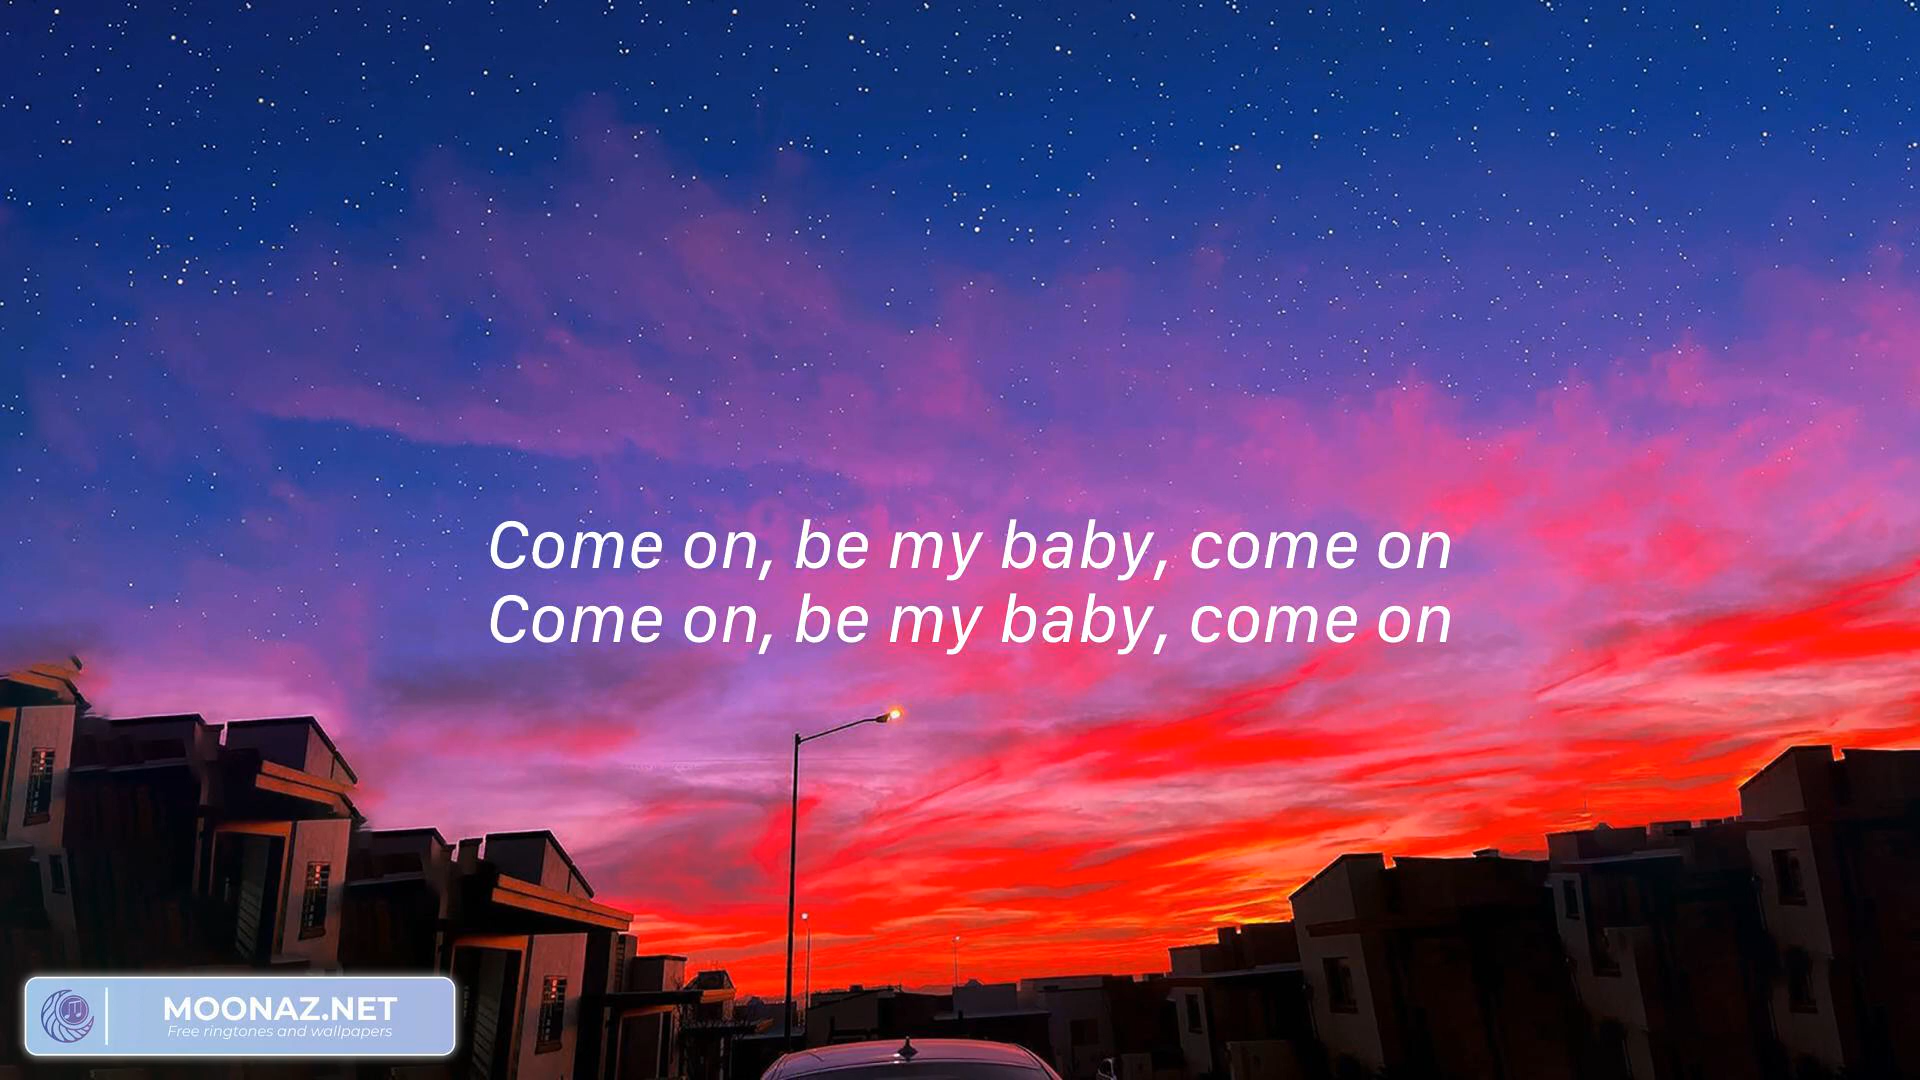 Come on, be my baby, come on
Come on, be my baby, come on
MOONAZ.NET
Free ringtones and wallpapers